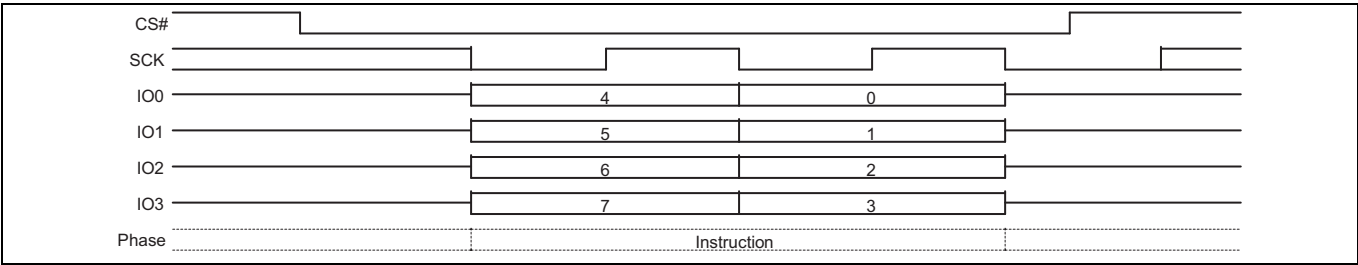 CS#
SCK
IO0 4 0
IO1 5 1
IO2 6 2
IO3 7 3
Phase Instruction